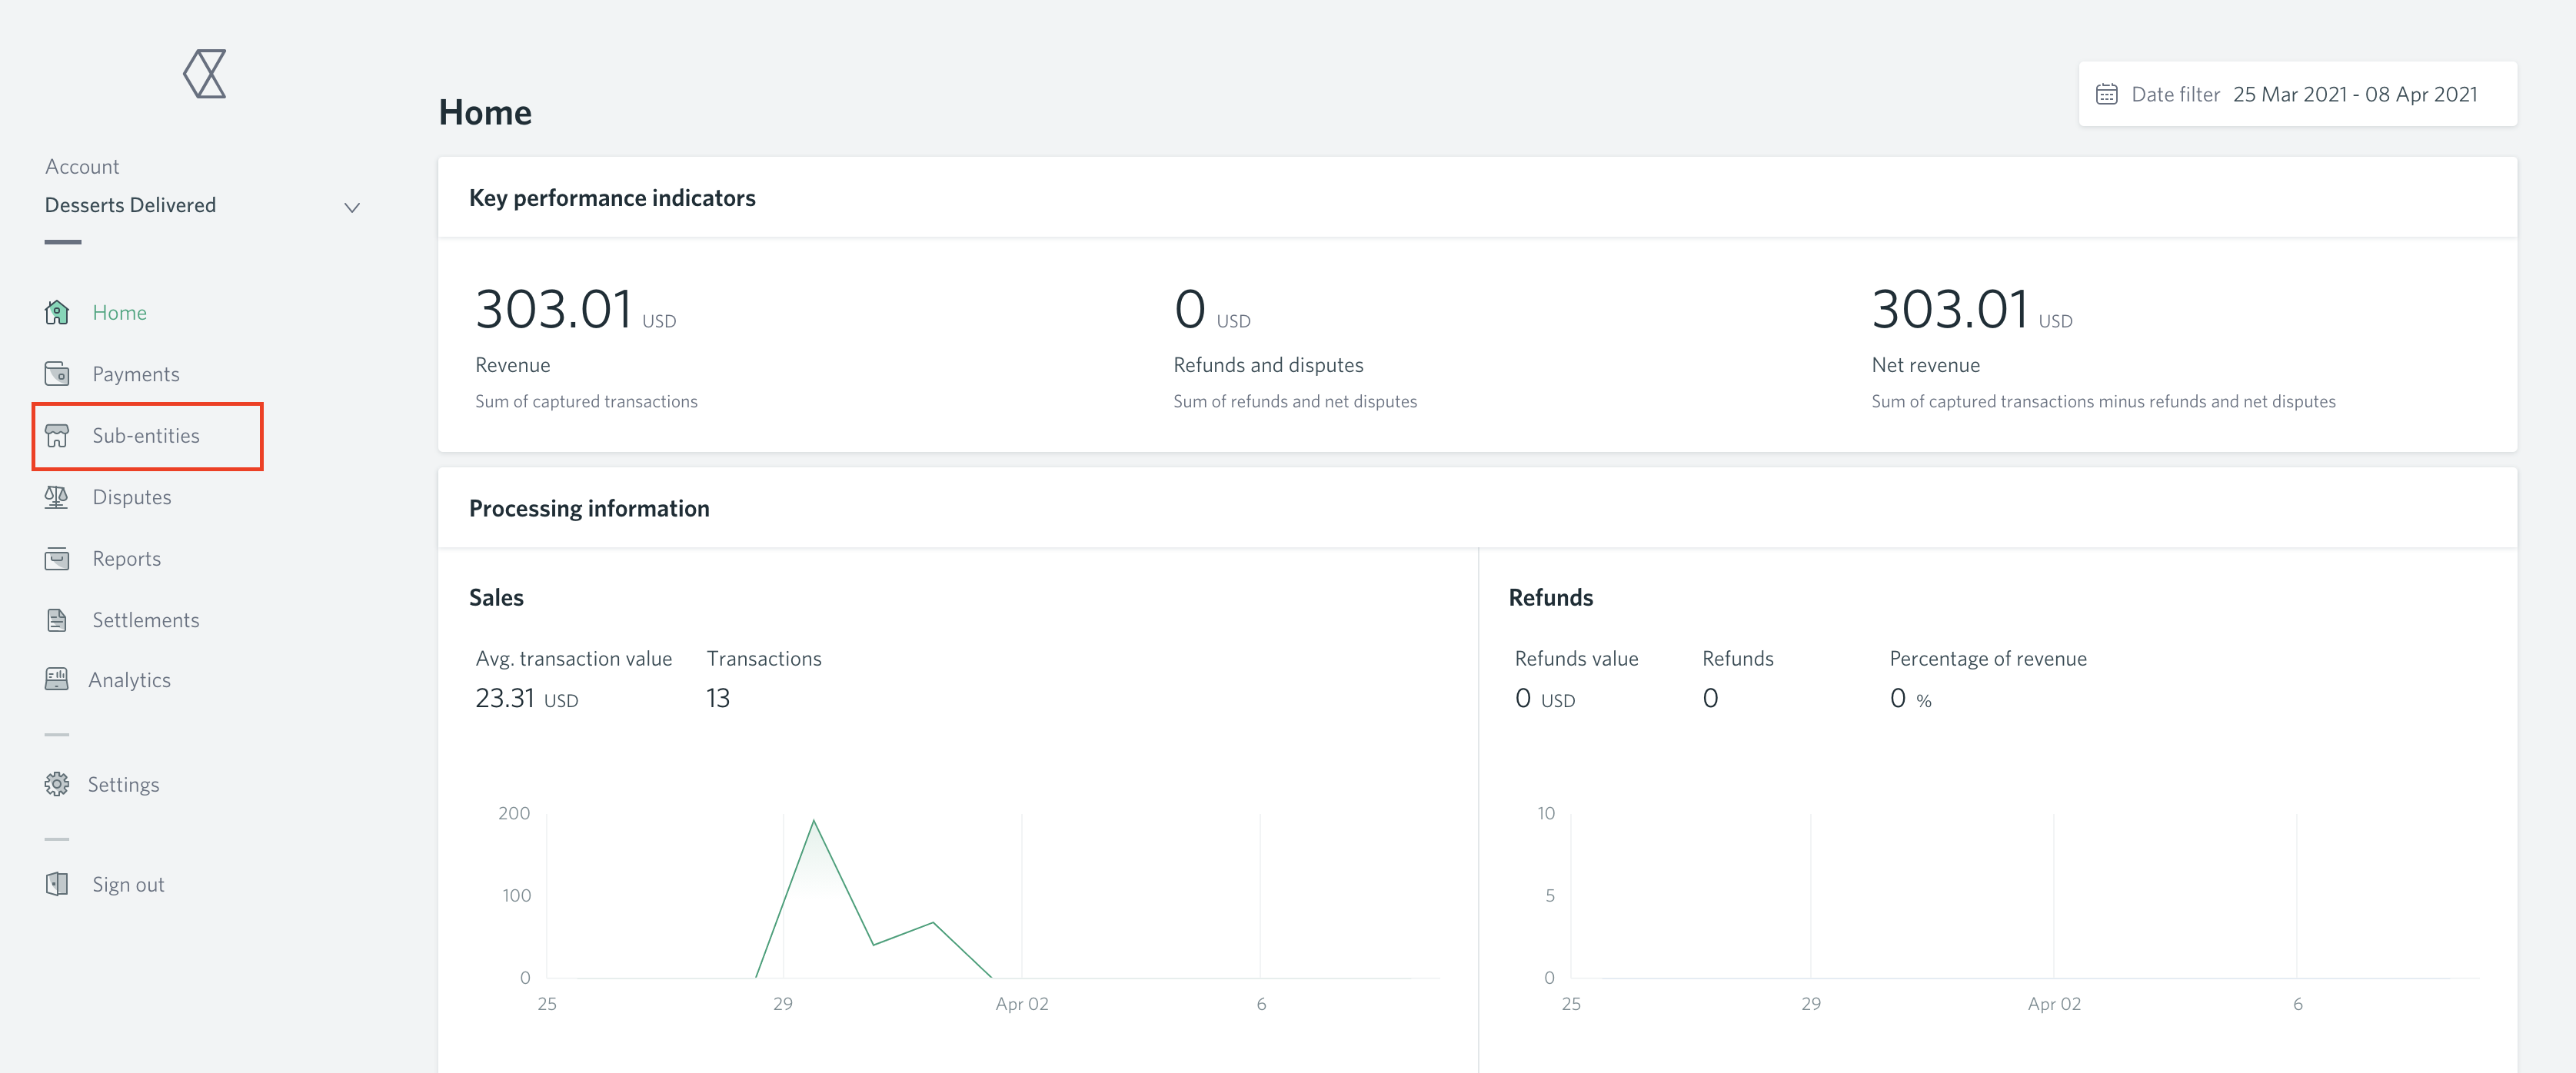 Account
Desserts Delivered
Home
Payments
Sub-entities
Disputes
Reports
Settlements
Analytics
Settings
Sign out
Home
Date filter 25 Mar 2021 - 08 Apr 2021
Key performance indicators
303.01 USD
Revenue
Sum of captured transactions
0 USD
Refunds and disputes
Sum of refunds and net disputes
303.01 USD
Net revenue
Sum of captured transactions minus refunds and net disputes
Processing information
Sales
Avg. transaction value Transactions
23.31 USD 13
200
100
0
25 29 Apr 02 6
Refunds
Refunds value Refunds Percentage of revenue
0 USD 0 0 %
10
5
0
25 29 Apr 02 6